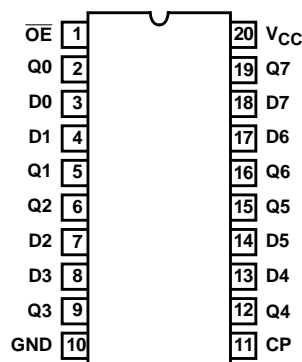 O̅E̅ 1 20 VCC
Q0 2 19 Q7
D0 3 18 D7
D1 4 17 D6
Q1 5 16 Q6
Q2 6 15 Q5
D2 7 14 D5
D3 8 13 D4
Q3 9 12 Q4
GND 10 11 CP